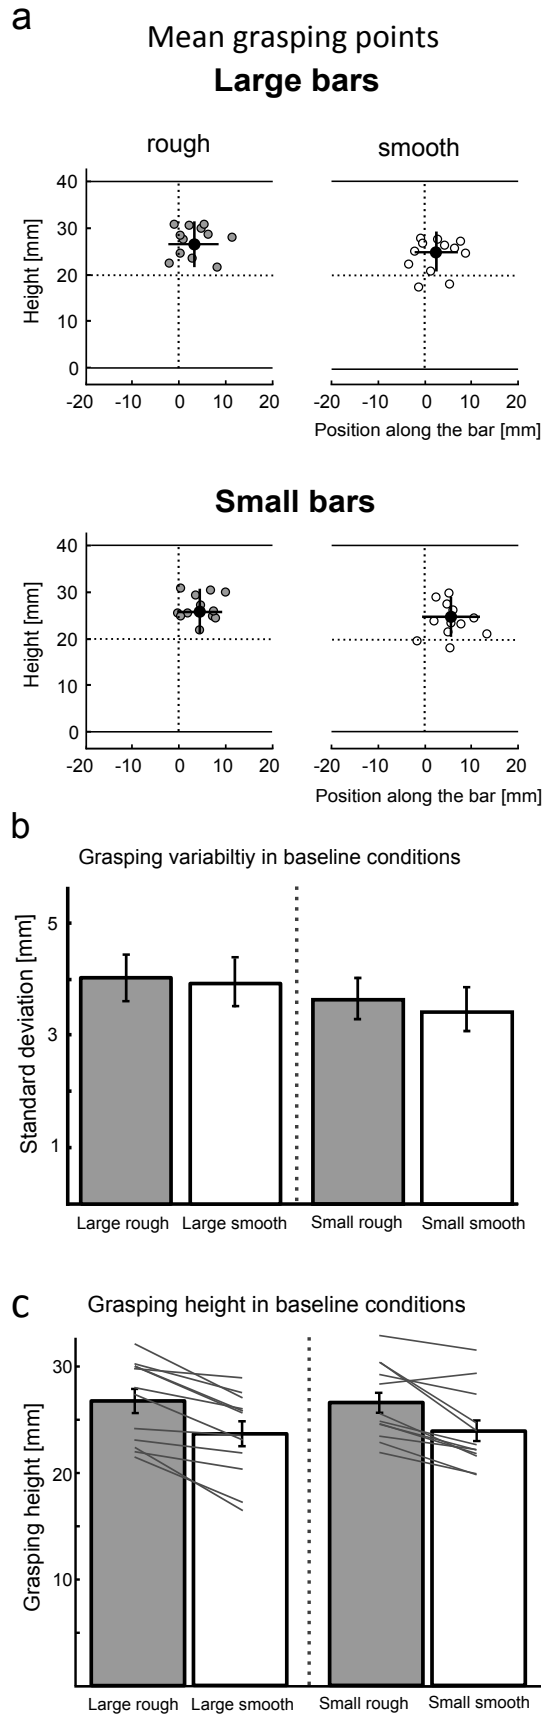 a
Mean grasping points
Large bars
rough
smooth
40
30
20
10
0
Height [mm]
-20 -10 0 10 20
-20 -10 0 10 20
Position along the bar [mm]
Small bars
40
30
20
10
0
Height [mm]
-20 -10 0 10 20
-20 -10 0 10 20
Position along the bar [mm]
b
Grasping variabiltiy in baseline conditions
5
3
1
Standard deviation [mm]
Large rough Large smooth Small rough Small smooth
c
Grasping height in baseline conditions
30
20
10
Grasping height [mm]
Large rough Large smooth Small rough Small smooth